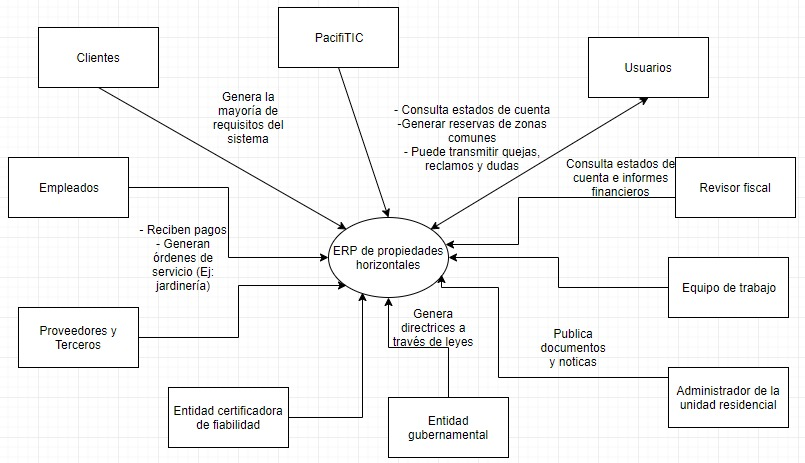 PacifiTIC
Clientes
Usuarios
Genera la
mayoría de
requisitos del
sistema
- Consulta estados de cuenta
-Generar reservas de zonas
comunes
- Puede transmitir quejas,
reclamos y dudas
Empleados
Consulta estados de
cuenta e informes
financieros
Revisor fiscal
- Reciben pagos
- Generan
órdenes de
servicio (Ej:
jardinería)
ERP de propiedades
horizontales
Equipo de trabajo
Proveedores y
Terceros
Genera
directrices a
través de leyes
Publica
documentos
y noticas
Administrador de la
unidad residencial
Entidad certificadora
de fiabilidad
Entidad
gubernamental